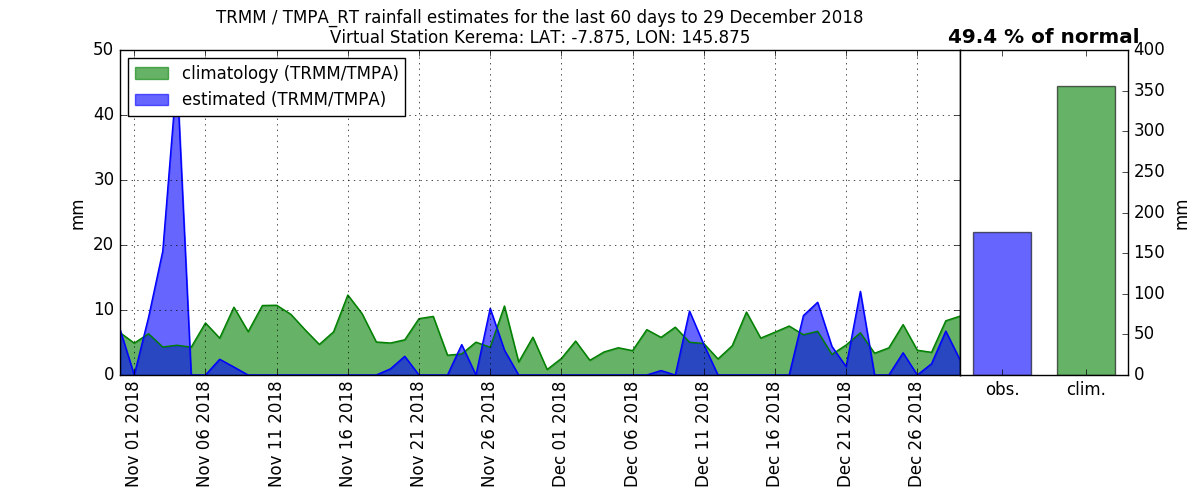 TRMM / TMPA_RT rainfall estimates for the last 60 days to 29 December 2018
Virtual Station Kerema: LAT: -7.875, LON: 145.875
49.4 % of normal
climatology (TRMM/TMPA)
estimated (TRMM/TMPA)
50
40
30
20
10
0
mm
Nov 01 2018
Nov 06 2018
Nov 11 2018
Nov 16 2018
Nov 21 2018
Nov 26 2018
Dec 01 2018
Dec 06 2018
Dec 11 2018
Dec 16 2018
Dec 21 2018
Dec 26 2018
400
350
300
250
200
150
100
50
0
mm
obs.
clim.